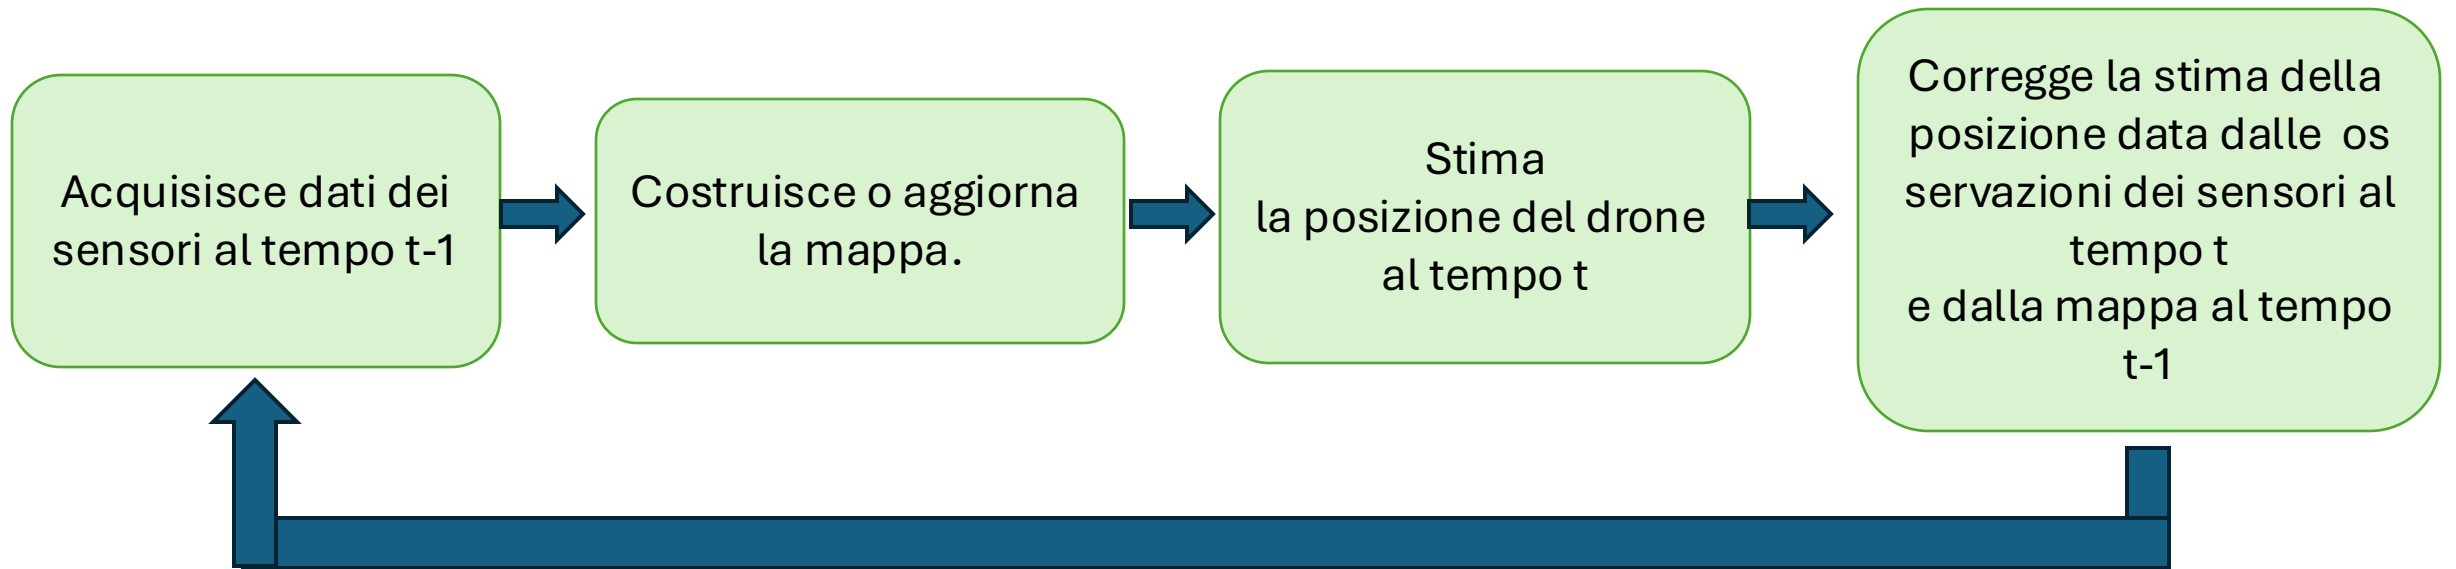 Acquisisce dati dei
sensori al tempo t-1
Costruisce o aggiorna
la mappa.
Stima
la posizione del drone
al tempo t
Corregge la stima della
posizione data dalle os
servazioni dei sensori al
tempo t
e dalla mappa al tempo
t-1